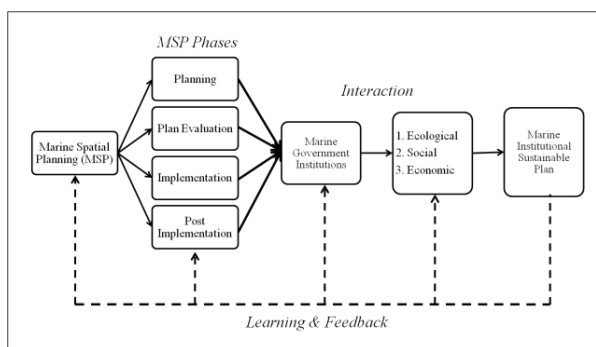 MSP Phases
Planning
Interaction
Marine Spatial
Planning (MSP)
Plan Evaluation
Implementation
Post
Implementation
Marine
Government
Institutions
1. Ecological
2. Social
3. Economic
Marine
Institutional
Sustainable
Plan
Learning & Feedback